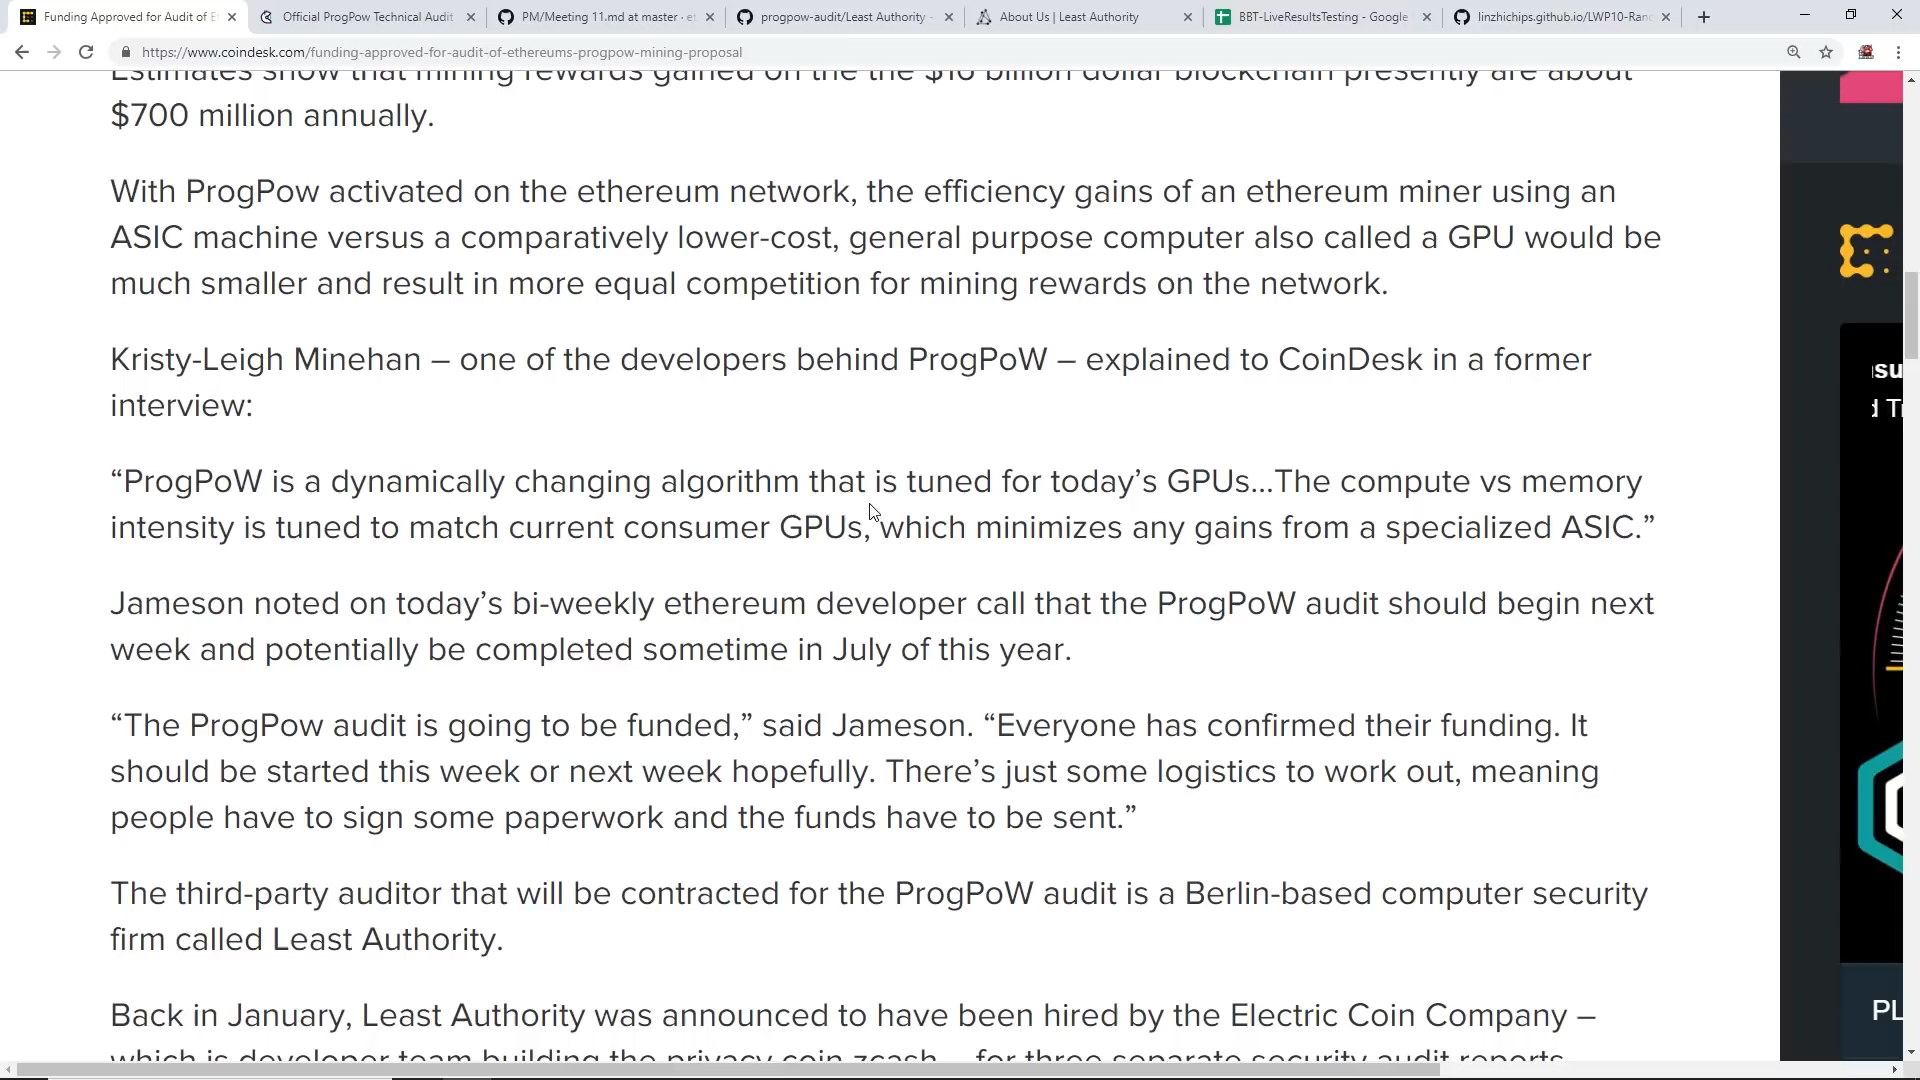 Funding Approved for Audit of E
Official ProgPow Technical Audit
PM/Meeting 11.md at master · et
progpow-audit/Least Authority -
About Us | Least Authority
BBT-LiveResultsTesting - Google
linzhichips.github.io/LWP10-Ran
https://www.coindesk.com/funding-approved-for-audit-of-ethereums-progpow-mining-proposal
Estimates show that mining rewards gained on the the $16 billion dollar blockchain presently are about
$700 million annually.
With ProgPow activated on the ethereum network, the efficiency gains of an ethereum miner using an
ASIC machine versus a comparatively lower-cost, general purpose computer also called a GPU would be
much smaller and result in more equal competition for mining rewards on the network.
Kristy-Leigh Minehan – one of the developers behind ProgPoW – explained to CoinDesk in a former
interview:
“ProgPoW is a dynamically changing algorithm that is tuned for today’s GPUs…The compute vs memory
intensity is tuned to match current consumer GPUs, which minimizes any gains from a specialized ASIC.”
Jameson noted on today’s bi-weekly ethereum developer call that the ProgPoW audit should begin next
week and potentially be completed sometime in July of this year.
“The ProgPow audit is going to be funded,” said Jameson. “Everyone has confirmed their funding. It
should be started this week or next week hopefully. There’s just some logistics to work out, meaning
people have to sign some paperwork and the funds have to be sent.”
The third-party auditor that will be contracted for the ProgPoW audit is a Berlin-based computer security
firm called Least Authority.
Back in January, Least Authority was announced to have been hired by the Electric Coin Company –
which is developer team building the privacy coin zcash – for three separate security audit reports
PL